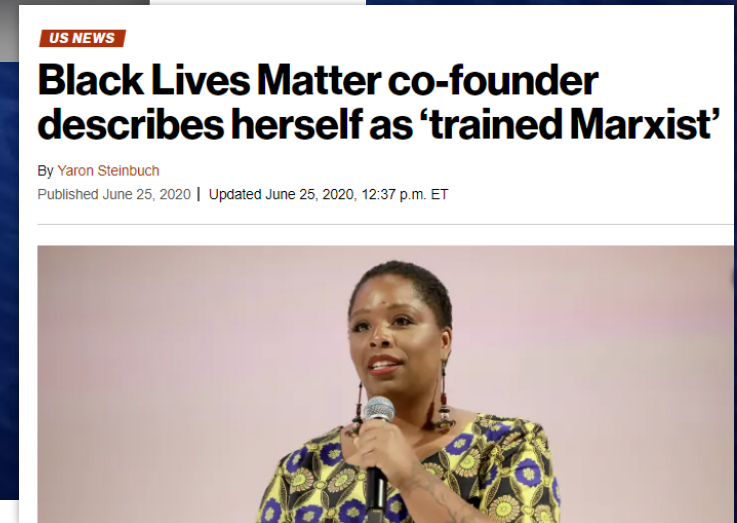 US NEWS
Black Lives Matter co-founder
describes herself as ‘trained Marxist’
By Yaron Steinbuch
Published June 25, 2020 | Updated June 25, 2020, 12:37 p.m. ET